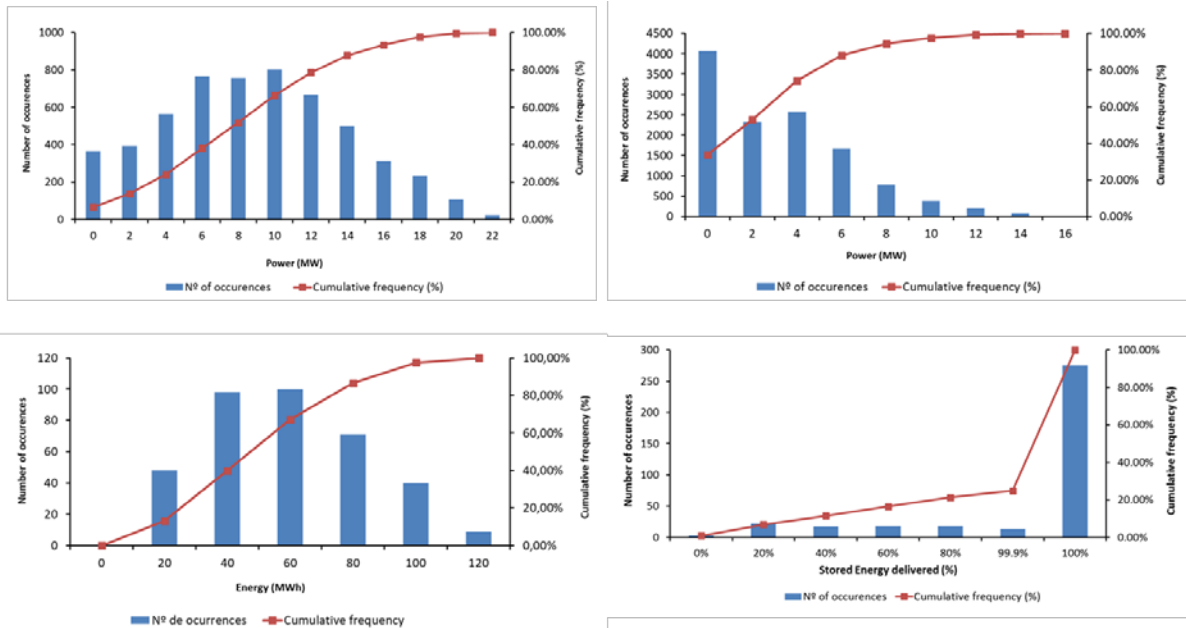 1000
800
600
400
200
0
Number of occurences
100.00%
80.00%
60.00%
40.00%
20.00%
0.00%
Cumulative frequency (%)
0 2 4 6 8 10 12 14 16 18 20 22
Power (MW)
Nº of occurences Cumulative frequency (%)
4500
4000
3500
3000
2500
2000
1500
1000
500
0
Number of occurences
100.00%
80.00%
60.00%
40.00%
20.00%
0.00%
Cumulative frequency (%)
0 2 4 6 8 10 12 14 16
Power (MW)
Nº of occurences Cumulative frequency (%)
120
100
80
60
40
20
0
Number of occurences
100,00%
80,00%
60,00%
40,00%
20,00%
0,00%
Cumulative frequency (%)
0 20 40 60 80 100 120
Energy (MWh)
Nº de ocurrences Cumulative frequency
300
250
200
150
100
50
0
Number of occurences
100.00%
80.00%
60.00%
40.00%
20.00%
0.00%
Cumulative frequency (%)
0% 20% 40% 60% 80% 99.9% 100%
Stored Energy delivered (%)
Nº of occurences Cumulative frequency (%)